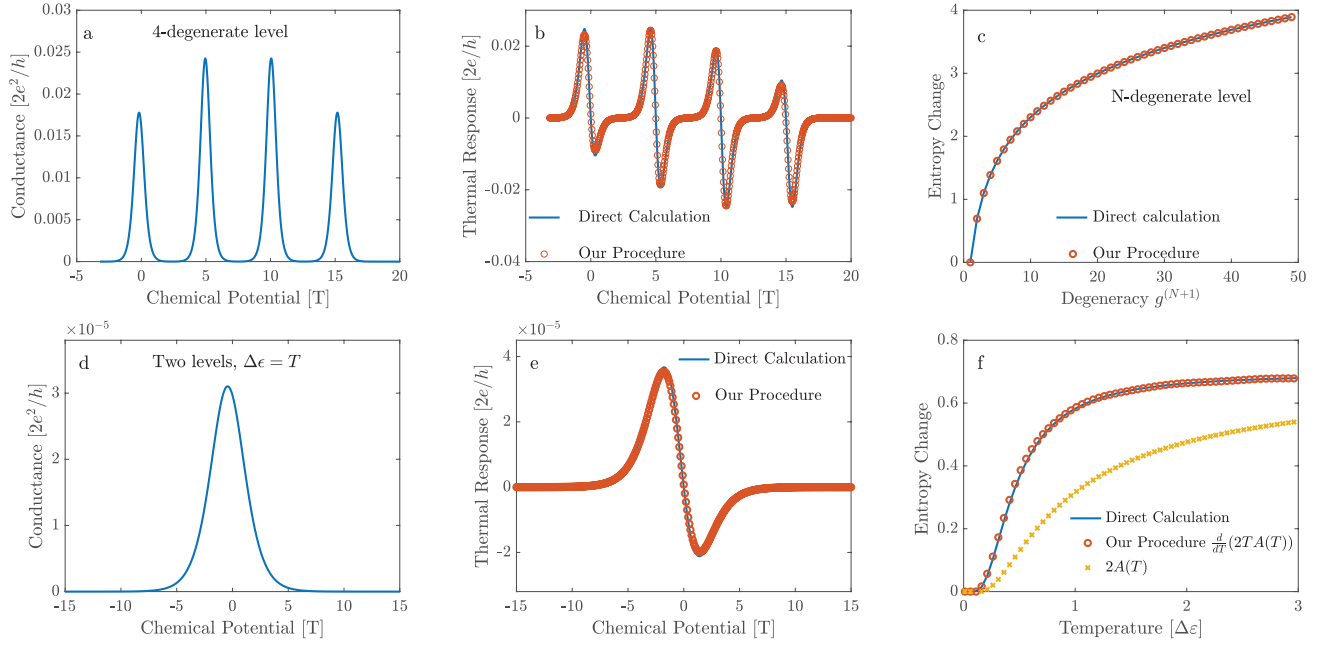 a
4-degenerate level
Conductance [2e²/h]
0.03
0.025
0.02
0.015
0.01
0.005
0
-5
0
5
10
15
20
Chemical Potential [T]
b
Thermal Response [2e/h]
0.02
0
-0.02
-0.04
-5
0
5
10
15
20
Direct Calculation
Our Procedure
Chemical Potential [T]
c
Entropy Change
4
3
2
1
0
0
10
20
30
40
50
N-degenerate level
Direct calculation
Our Procedure
Degeneracy g^(N+1)
×10⁻⁵
d
Two levels, Δϵ = T
Conductance [2e²/h]
3
2
1
0
-15
-10
-5
0
5
10
15
Chemical Potential [T]
×10⁻⁵
e
Direct Calculation
Our Procedure
Thermal Response [2e/h]
4
2
0
-2
-15
-10
-5
0
5
10
15
Chemical Potential [T]
f
Entropy Change
0.8
0.6
0.4
0.2
0
0
1
2
3
Direct Calculation
Our Procedure d/dT(2TA(T))
2A(T)
Temperature [Δε]